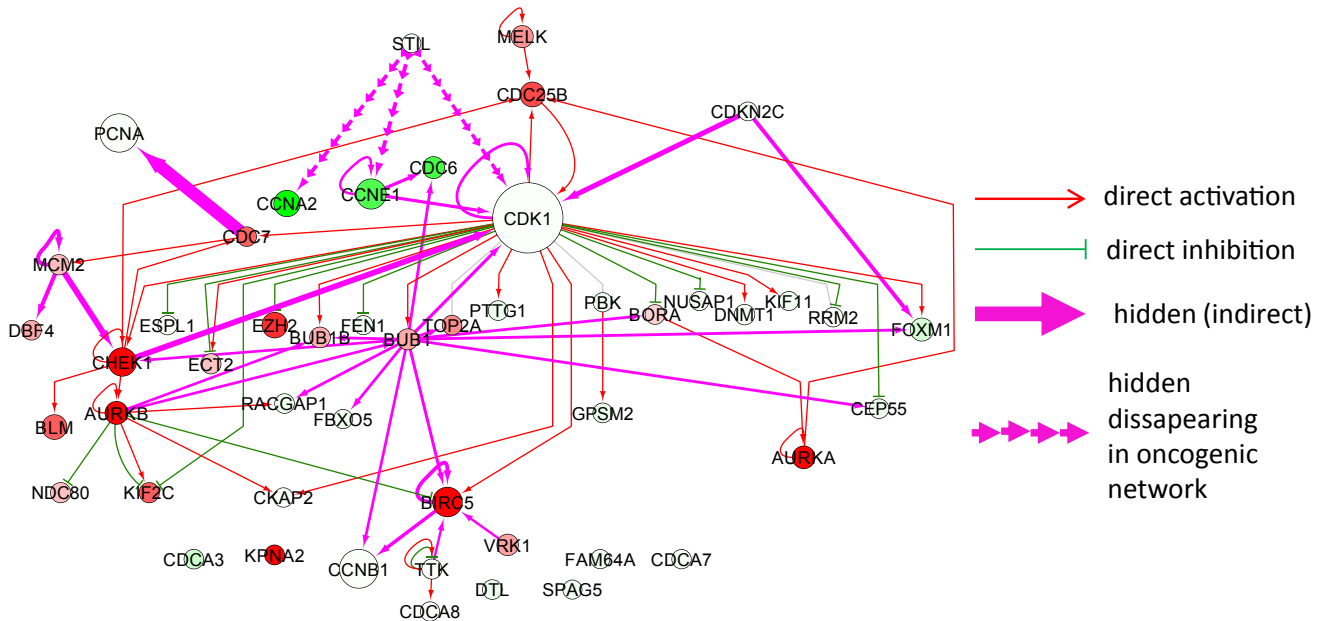 STIL
MELK
CDC25B
CDKN2C
PCNA
CDC6
CCNE1
CCNA2
CDK1
CDC7
MCM2
DBF4
ESPL1
EZH2
FEN1
BUB1B
BUB1
TOP2A
PTTG1
PBK
BORA
NUSAP1
DNMT1
KIF11
RRM2
FOXM1
CHEK1
ECT2
RACGAP1
FBXO5
GPSM2
CEP55
AURKB
BLM
AURKA
NDC80
KIF2C
CKAP2
BIRC5
VRK1
CDCA3
KPNA2
CCNB1
TTK
FAM64A
CDCA7
DTL
SPAG5
CDCA8
direct activation
direct inhibition
hidden (indirect)
hidden
dissapearing
in oncogenic
network